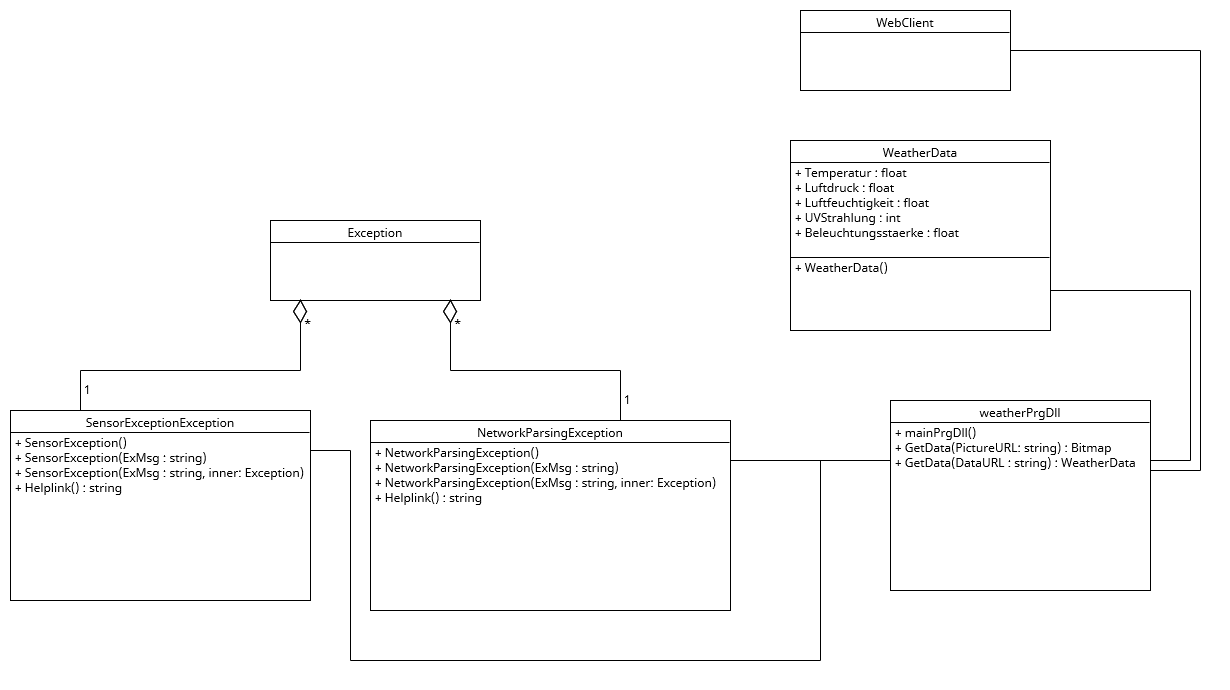 WebClient
WeatherData
+ Temperatur : float
+ Luftdruck : float
+ Luftfeuchtigkeit : float
+ UVStrahlung : int
+ Beleuchtungsstaerke : float
+ WeatherData()
Exception
*
*
1
1
SensorExceptionException
+ SensorException()
+ SensorException(ExMsg : string)
+ SensorException(ExMsg : string, inner: Exception)
+ Helplink() : string
NetworkParsingException
+ NetworkParsingException()
+ NetworkParsingException(ExMsg : string)
+ NetworkParsingException(ExMsg : string, inner: Exception)
+ Helplink() : string
weatherPrgDll
+ mainPrgDll()
+ GetData(PictureURL: string) : Bitmap
+ GetData(DataURL : string) : WeatherData